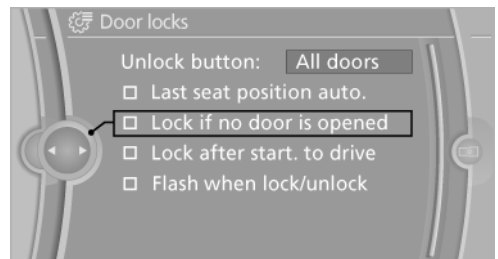 Door locks
Unlock button: All doors
Last seat position auto.
Lock if no door is opened
Lock after start. to drive
Flash when lock/unlock